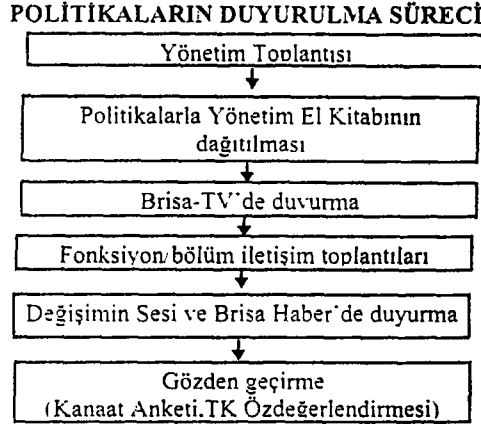 POLİTİKALARIN DUYURULMA SÜRECİ
Yönetim Toplantısı
Politikalarla Yönetim El Kitabının
dağıtılması
Brisa-TV'de duyurma
Fonksiyon/bölüm iletişim toplantıları
Değişimin Sesi ve Brisa Haber'de duyurma
Gözden geçirme
(Kanaat Anketi.TK Özdeğerlendirmesi)